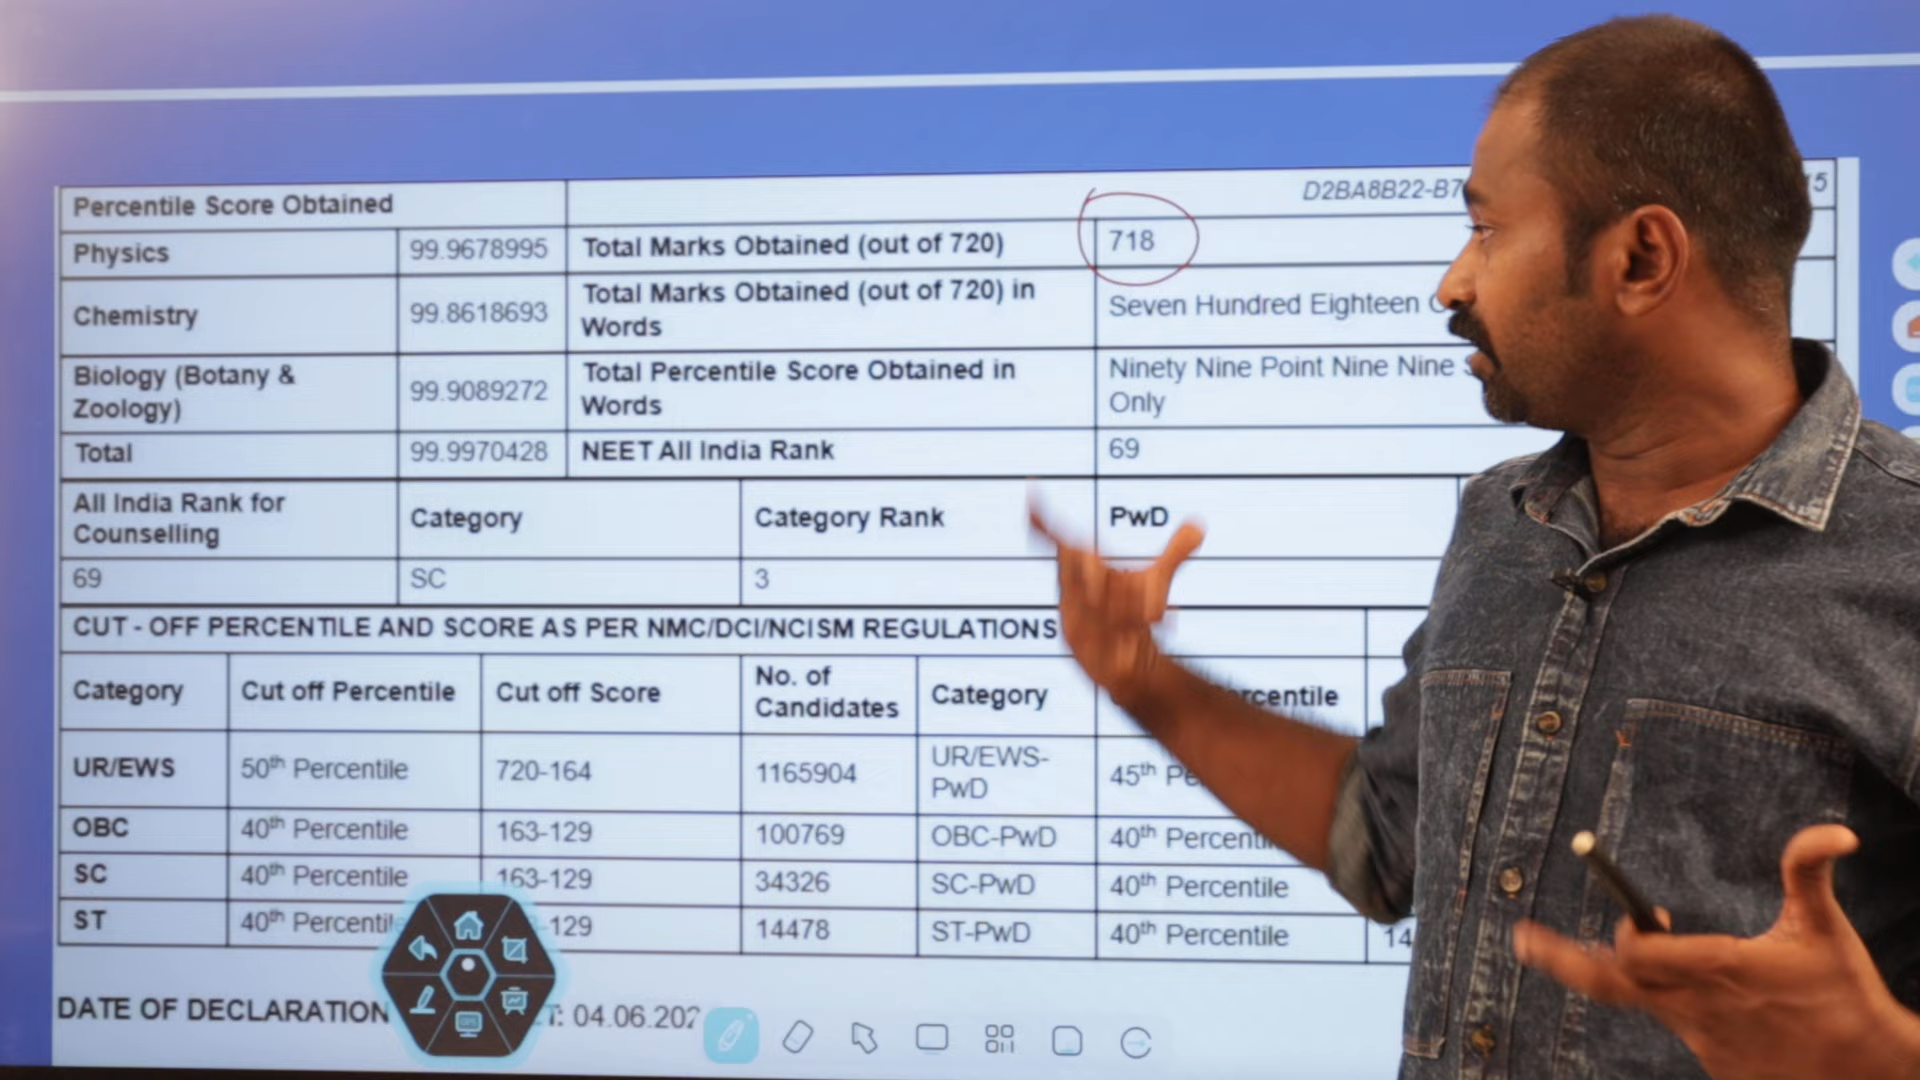 Percentile Score Obtained
D2BA8B22-B7
15
Physics 99.9678995 Total Marks Obtained (out of 720) 718
Chemistry 99.8618693 Total Marks Obtained (out of 720) in
Words
Seven Hundred Eighteen
Biology (Botany &
Zoology)
99.9089272 Total Percentile Score Obtained in
Words
Ninety Nine Point Nine Nine
Only
Total 99.9970428 NEET All India Rank 69
All India Rank for
Counselling
Category Category Rank PwD
69 SC 3
CUT - OFF PERCENTILE AND SCORE AS PER NMC/DCI/NCISM REGULATIONS
Category Cut off Percentile Cut off Score No. of
Candidates
Category rcentile
UR/EWS 50th Percentile 720-164 1165904 UR/EWS-
PwD
45th Pe
OBC 40th Percentile 163-129 100769 OBC-PwD 40th Percenti
SC 40th Percentile 163-129 34326 SC-PwD 40th Percentile
ST 40th Percentile -129 14478 ST-PwD 40th Percentile 14
DATE OF DECLARATION T: 04.06.202